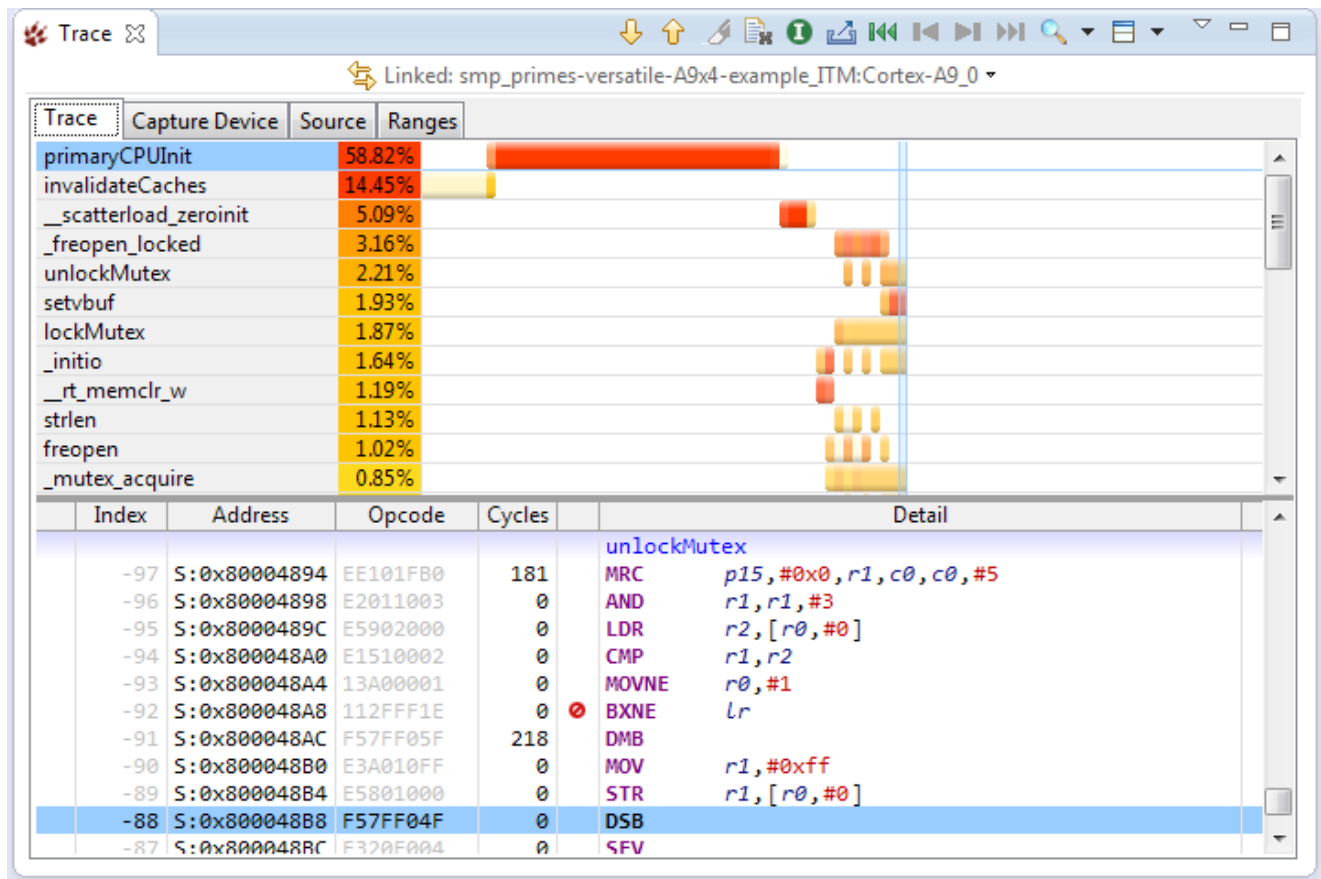 Trace
Linked: smp_primes-versatile-A9x4-example_ITM:Cortex-A9_0
Trace Capture Device Source Ranges
primaryCPUInit 58.82%
invalidateCaches 14.45%
__scatterload_zeroinit 5.09%
_freopen_locked 3.16%
unlockMutex 2.21%
setvbuf 1.93%
lockMutex 1.87%
_initio 1.64%
__rt_memclr_w 1.19%
strlen 1.13%
freopen 1.02%
_mutex_acquire 0.85%
Index Address Opcode Cycles Detail
unlockMutex
-97 S:0x80004894 EE101FB0 181 MRC p15,#0x0,r1,c0,c0,#5
-96 S:0x80004898 E2011003 0 AND r1,r1,#3
-95 S:0x8000489C E5902000 0 LDR r2,[r0,#0]
-94 S:0x800048A0 E1510002 0 CMP r1,r2
-93 S:0x800048A4 13A00001 0 MOVNE r0,#1
-92 S:0x800048A8 112FFF1E 0 BXNE lr
-91 S:0x800048AC F57FF05F 218 DMB
-90 S:0x800048B0 E3A010FF 0 MOV r1,#0xff
-89 S:0x800048B4 E5801000 0 STR r1,[r0,#0]
-88 S:0x800048B8 F57FF04F 0 DSB
-87 S:0x800048BC E320F004 0 SEV